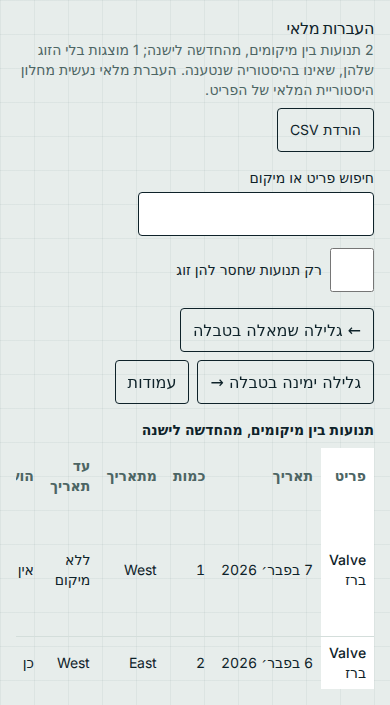 העברות מלאי
2 תנועות בין מיקומים, מהחדשה לישנה; 1 מוצגות בלי הזוג
שלהן, שאינו בהיסטוריה שנטענה. העברת מלאי נעשית מחלון
היסטוריית המלאי של הפריט.
הורדת CSV
חיפוש פריט או מיקום
רק תנועות שחסר להן זוג
← גלילה שמאלה בטבלה
גלילה ימינה בטבלה →
עמודות
תנועות בין מיקומים, מהחדשה לישנה
פריט תאריך כמות מתאריך עד תאריך
Valve ברז 7 בפבר׳ 2026 1 West ללא מיקום אין
Valve ברז 6 בפבר׳ 2026 2 East West כן